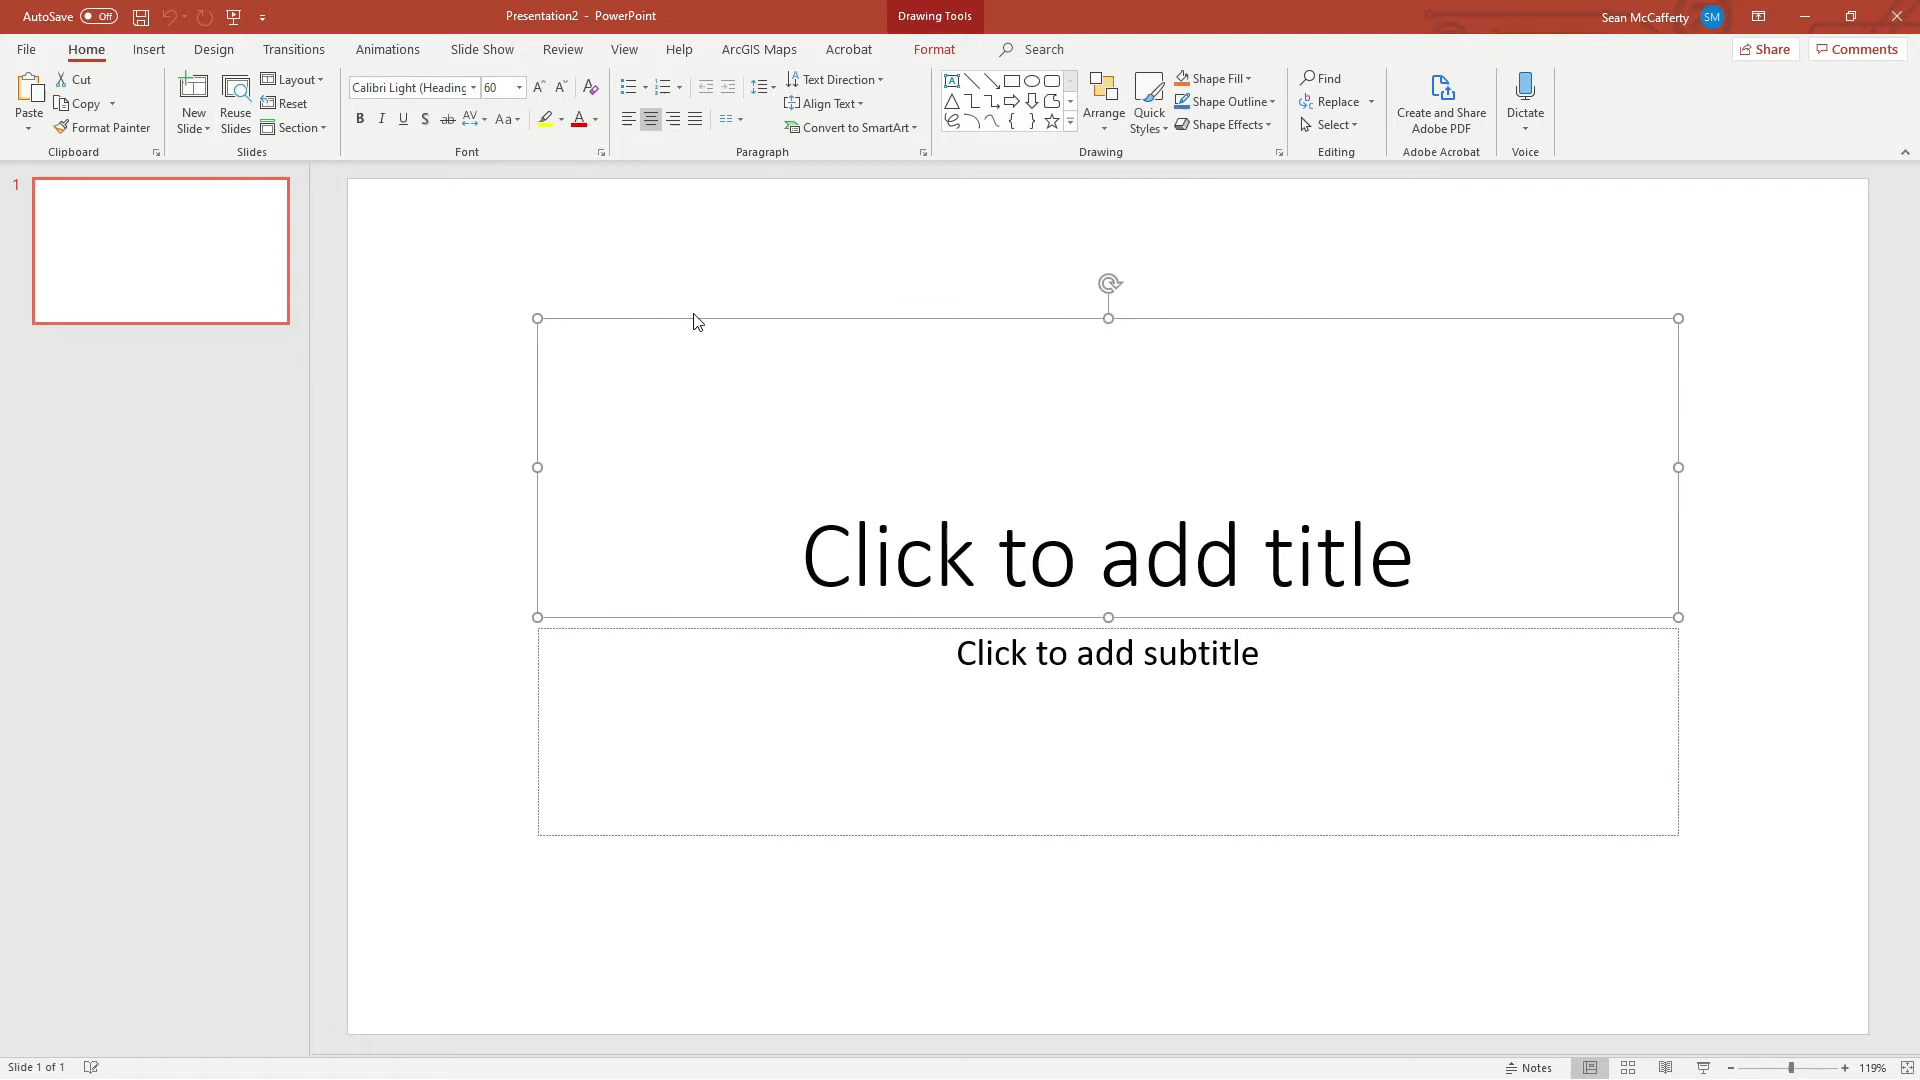 AutoSave Off Presentation2 - PowerPoint Drawing Tools Sean McCafferty SM
File Home Insert Design Transitions Animations Slide Show Review View Help ArcGIS Maps Acrobat Format Search Share Comments
Paste
Cut
Copy
Format Painter
Clipboard
New
Slide
Reuse
Slides
Layout
Reset
Section
Slides
Calibri Light (Heading 60
B I U S ab AV Aa A
Font
Text Direction
Align Text
Convert to SmartArt
Paragraph
Arrange
Quick
Styles
Shape Fill
Shape Outline
Shape Effects
Drawing
Find
Replace
Select
Editing
Create and Share
Adobe PDF
Adobe Acrobat
Dictate
Voice
1
Click to add title
Click to add subtitle
Slide 1 of 1 Notes 119%